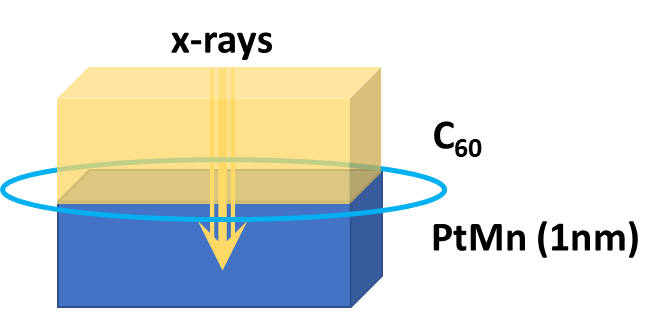 x-rays
C₆₀
PtMn (1nm)